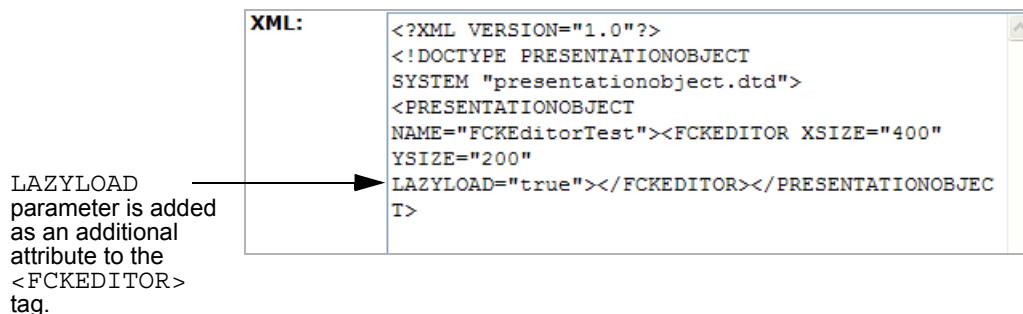 XML:
<?XML VERSION="1.0"?>
<!DOCTYPE PRESENTATIONOBJECT
SYSTEM "presentationobject.dtd">
<PRESENTATIONOBJECT
NAME="FCKEditorTest"><FCKEDITOR XSIZE="400"
YSIZE="200"
LAZYLOAD="true"></FCKEDITOR></PRESENTATIONOBJEC
T>
LAZYLOAD
parameter is added
as an additional
attribute to the
<FCKEDITOR>
tag.